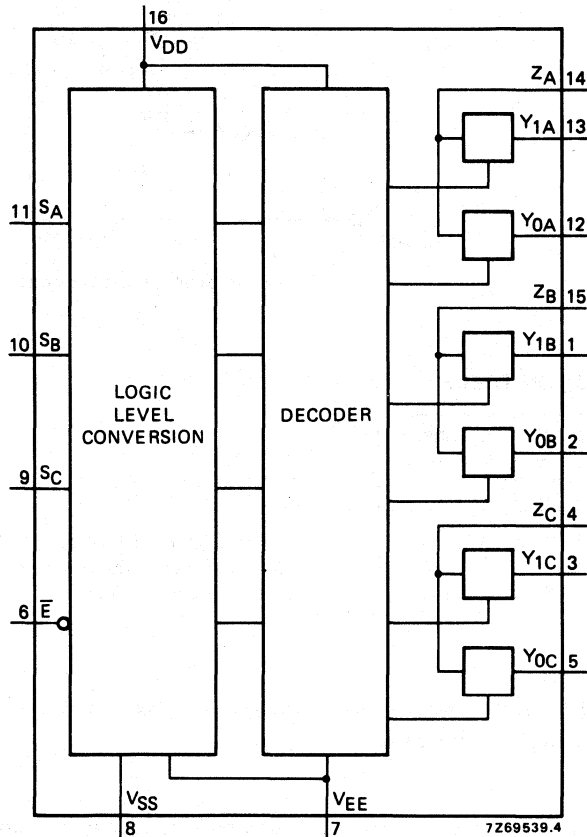 16
VDD
ZA 14
Y1A 13
11 SA
Y0A 12
ZB 15
10 SB
Y1B 1
LOGIC
LEVEL
CONVERSION
DECODER
Y0B 2
9 SC
ZC 4
Y1C 3
6 E̅
Y0C 5
VSS
VEE
8
7
7Z69539.4